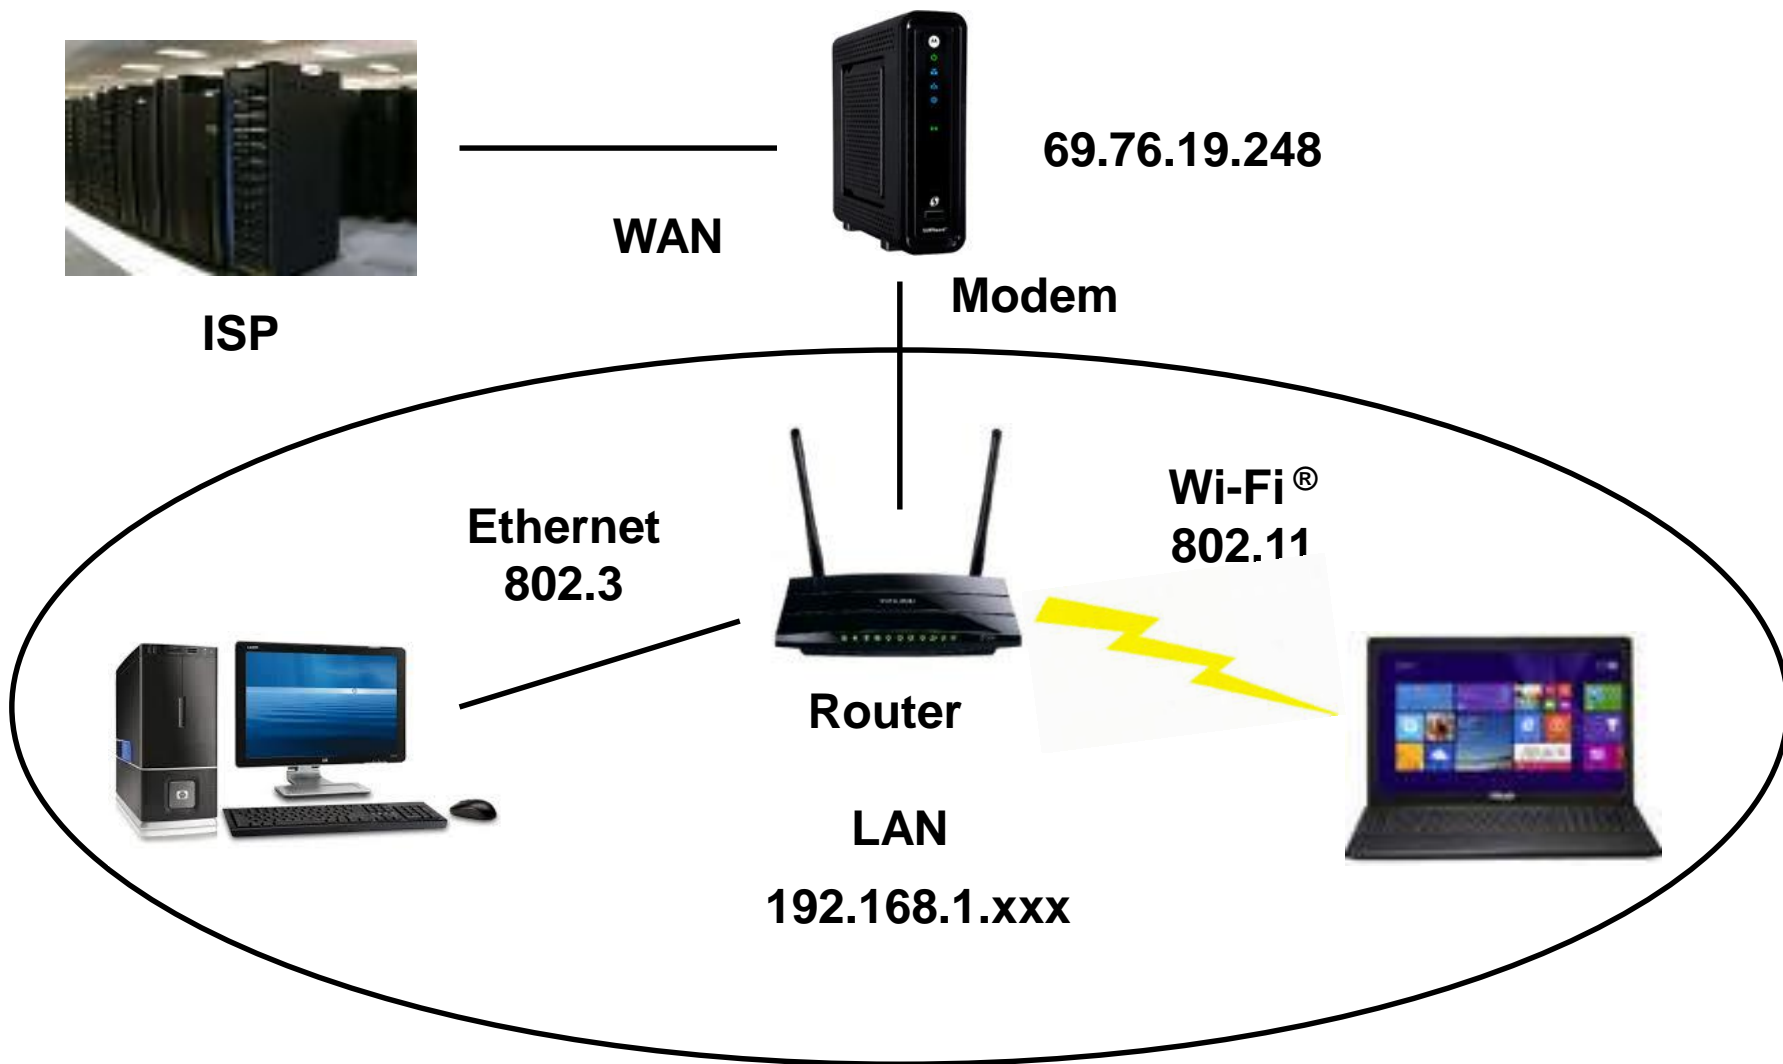 69.76.19.248
WAN
Modem
ISP
Wi-Fi®
802.11
Ethernet
802.3
Router
LAN
192.168.1.xxx